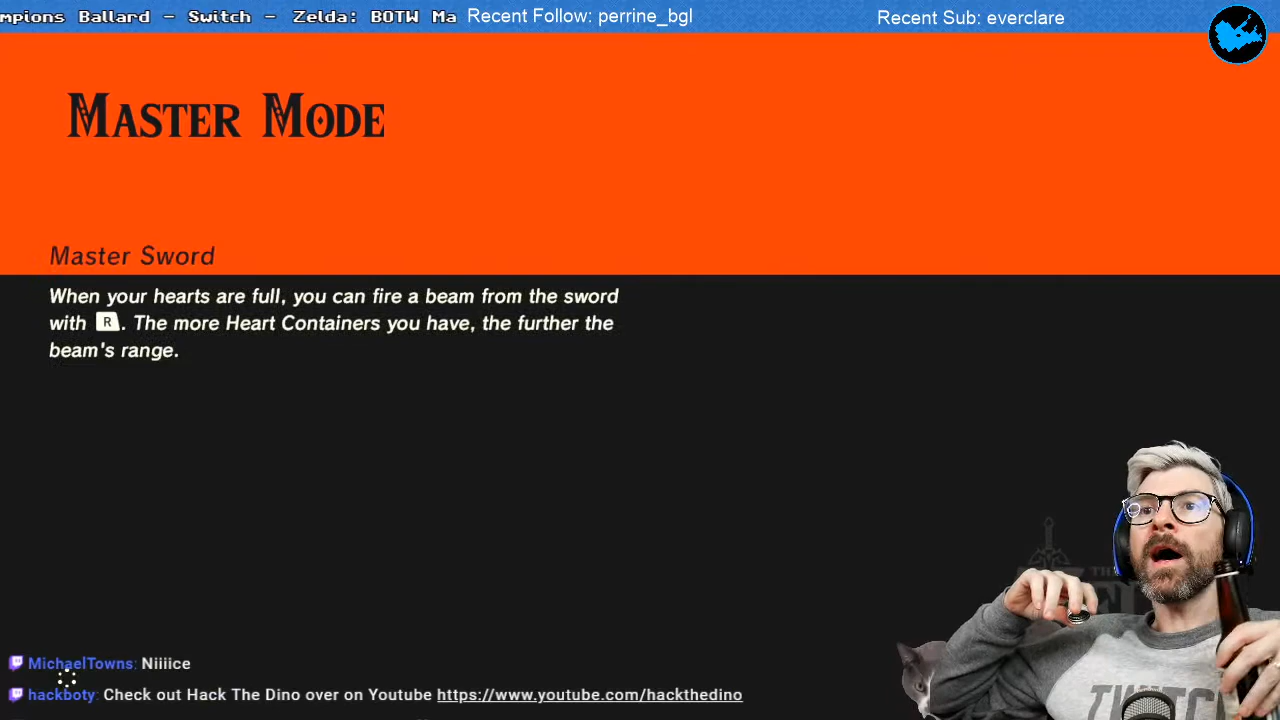 mpions Ballard - Switch - Zelda: BOTW Ma
Recent Follow: perrine_bgl
Recent Sub: everclare
Master Mode
Master Sword
When your hearts are full, you can fire a beam from the sword
with R. The more Heart Containers you have, the further the
beam's range.
MichaelTowns: Niiiice
hackboty: Check out Hack The Dino over on Youtube https://www.youtube.com/hackthedino